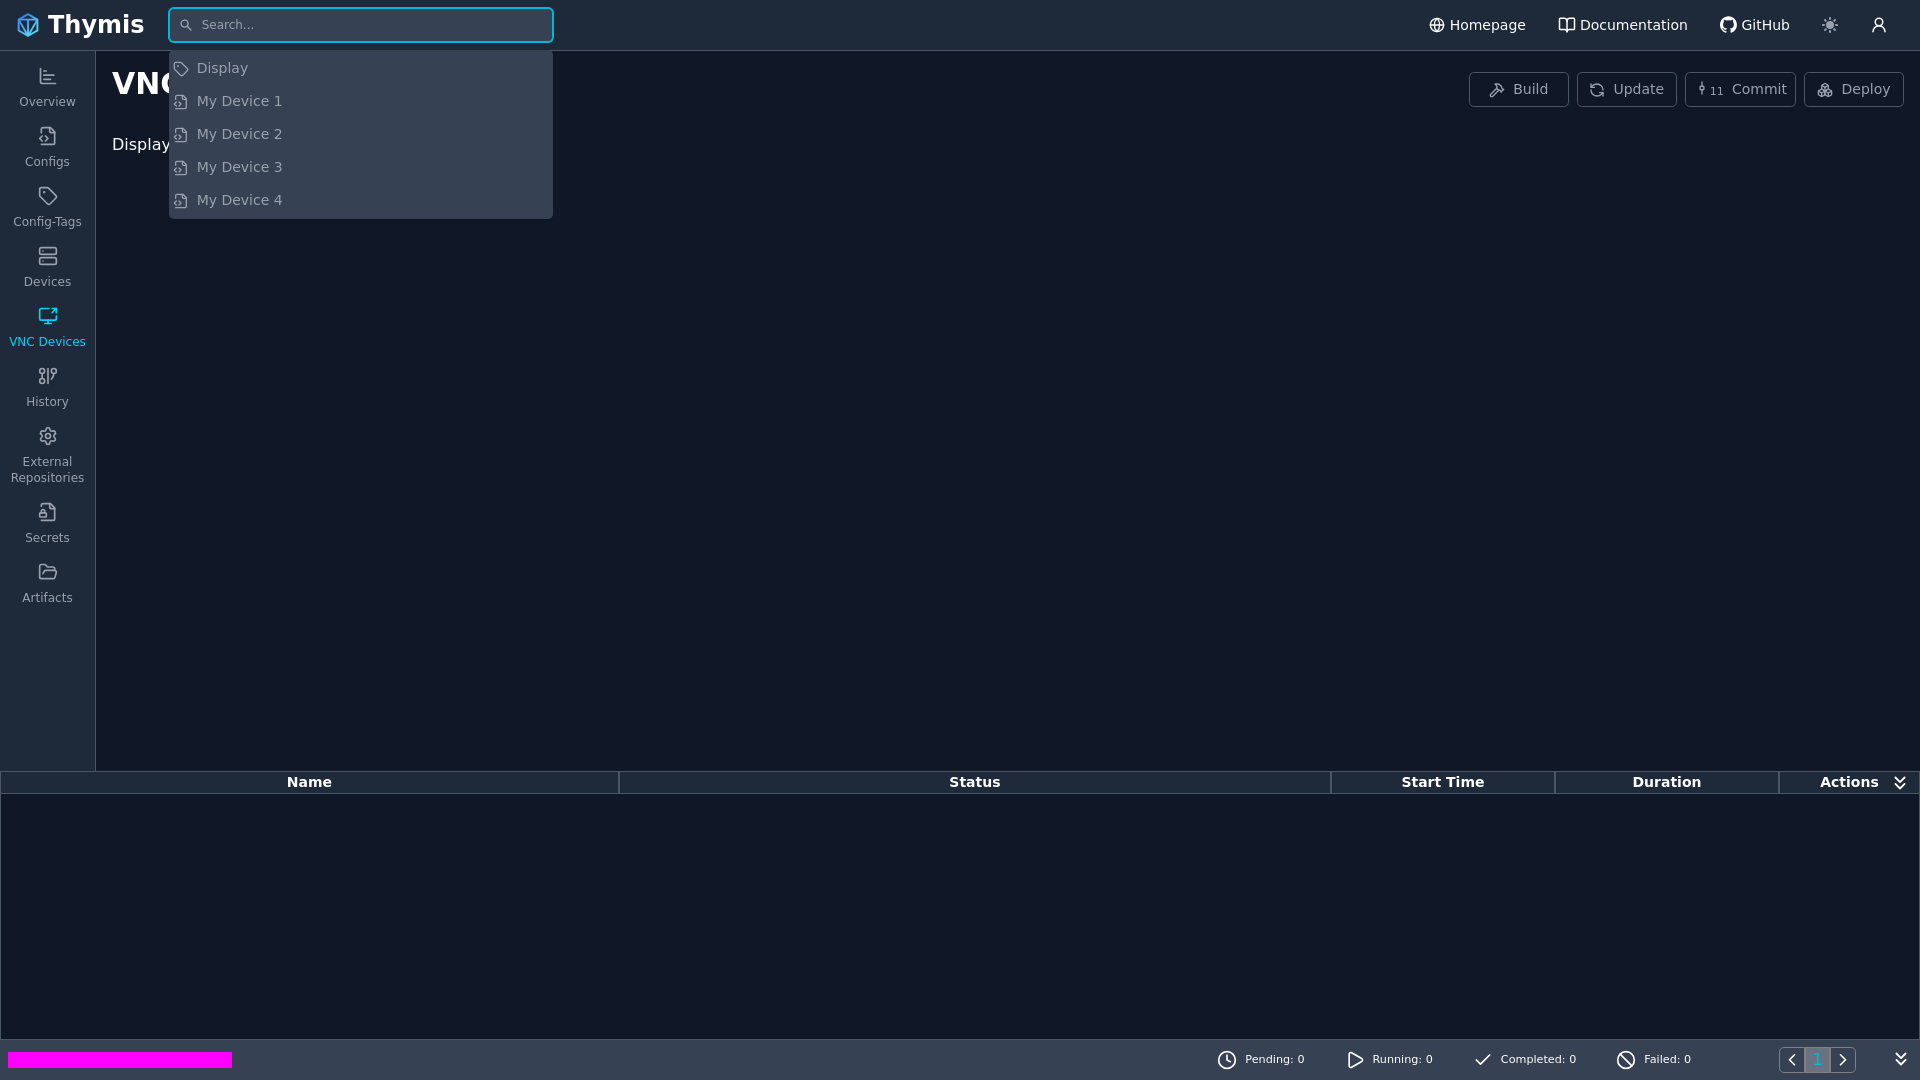 Thymis
Search...
Homepage
Documentation
GitHub
Overview
Configs
Config-Tags
Devices
VNC Devices
History
External
Repositories
Secrets
Artifacts
VNC
Display
Display
My Device 1
My Device 2
My Device 3
My Device 4
Build
Update
11 Commit
Deploy
Name Status Start Time Duration Actions
Pending: 0
Running: 0
Completed: 0
Failed: 0
1